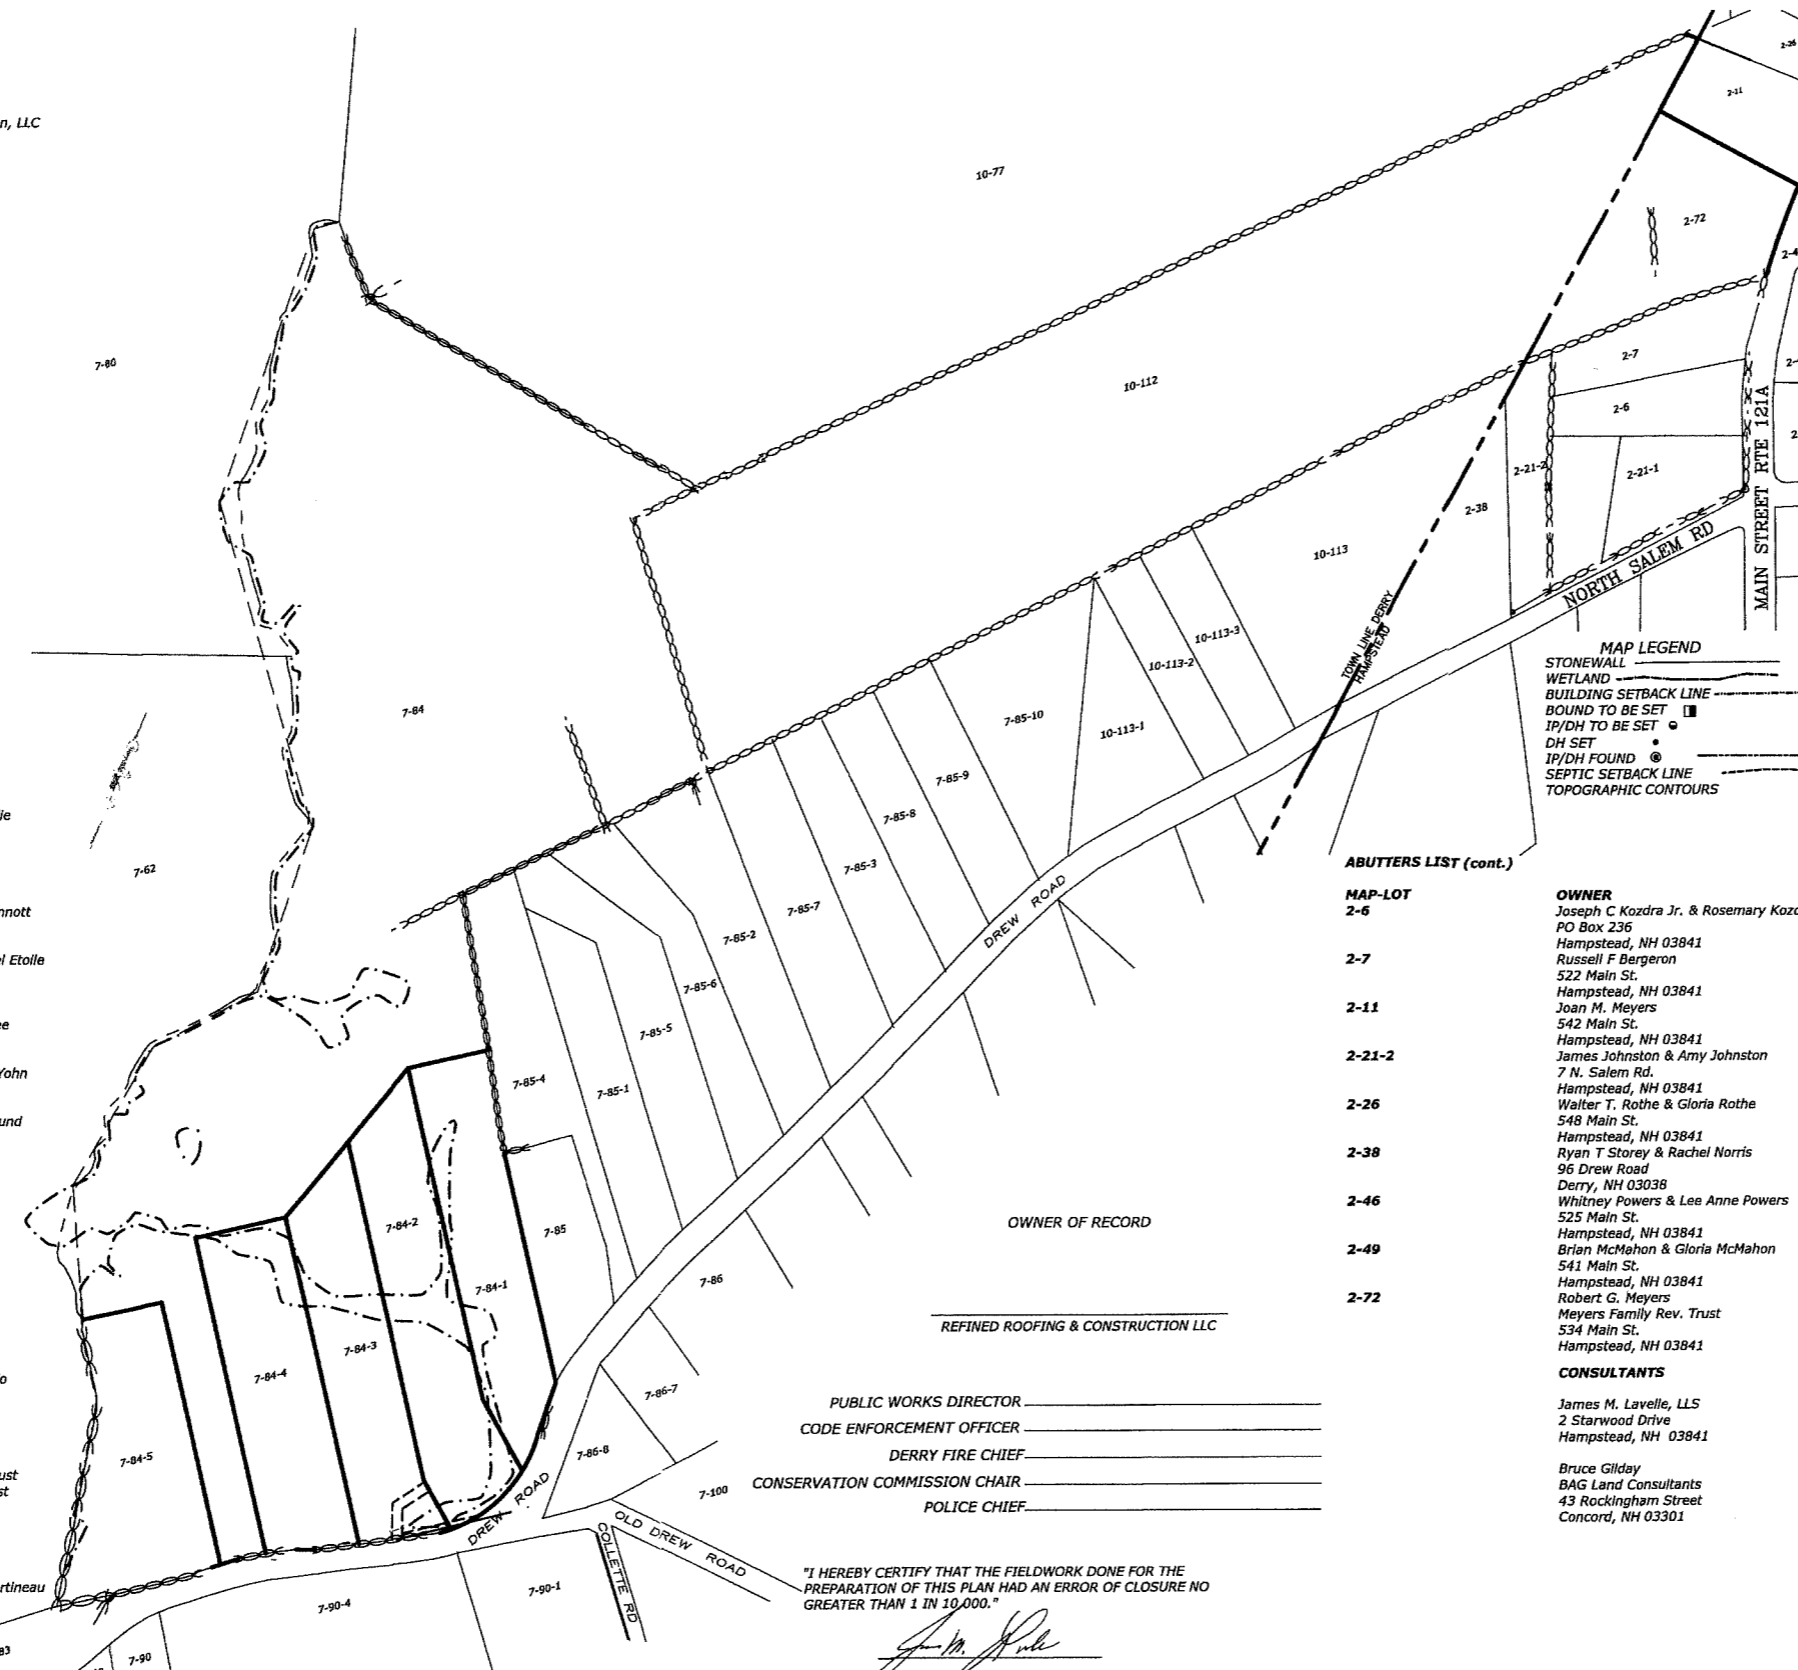 n, LLC
10-77
2-26
2-11
2-72
2-4
7-80
10-112
2-7
2-6
2-21-2
2-21-1
2-38
10-113
MAIN STREET RTE 121A
NORTH SALEM RD
TOWN LINE DERRY
HAMPSTEAD
10-113-3
10-113-2
10-113-1
7-84
7-85-10
7-85-9
7-85-8
7-85-3
7-85-7
7-85-2
7-85-6
7-85-5
7-85-1
7-85-4
7-62
MAP LEGEND
STONEWALL
WETLAND
BUILDING SETBACK LINE
BOUND TO BE SET
IP/DH TO BE SET
DH SET
IP/DH FOUND
SEPTIC SETBACK LINE
TOPOGRAPHIC CONTOURS
DREW ROAD
nnott
l Etoile
Yohn
und
7-85
7-84-2
7-84-1
7-84-3
7-84-4
7-84-5
7-86
7-86-7
7-86-8
7-100
DREW ROAD
OLD DREW ROAD
COLLETTE RD
7-90-1
7-90-4
7-90
83
ust
st
rtineau
ABUTTERS LIST (cont.)
MAP-LOT OWNER
2-6 Joseph C Kozdra Jr. & Rosemary Kozd
PO Box 236
Hampstead, NH 03841
2-7 Russell F Bergeron
522 Main St.
Hampstead, NH 03841
2-11 Joan M. Meyers
542 Main St.
Hampstead, NH 03841
2-21-2 James Johnston & Amy Johnston
7 N. Salem Rd.
Hampstead, NH 03841
2-26 Walter T. Rothe & Gloria Rothe
548 Main St.
Hampstead, NH 03841
2-38 Ryan T Storey & Rachel Norris
96 Drew Road
Derry, NH 03038
2-46 Whitney Powers & Lee Anne Powers
525 Main St.
Hampstead, NH 03841
2-49 Brian McMahon & Gloria McMahon
541 Main St.
Hampstead, NH 03841
2-72 Robert G. Meyers
Meyers Family Rev. Trust
534 Main St.
Hampstead, NH 03841
CONSULTANTS
James M. Lavelle, LLS
2 Starwood Drive
Hampstead, NH 03841
Bruce Gilday
BAG Land Consultants
43 Rockingham Street
Concord, NH 03301
OWNER OF RECORD
REFINED ROOFING & CONSTRUCTION LLC
PUBLIC WORKS DIRECTOR
CODE ENFORCEMENT OFFICER
DERRY FIRE CHIEF
CONSERVATION COMMISSION CHAIR
POLICE CHIEF
"I HEREBY CERTIFY THAT THE FIELDWORK DONE FOR THE
PREPARATION OF THIS PLAN HAD AN ERROR OF CLOSURE NO
GREATER THAN 1 IN 10,000."